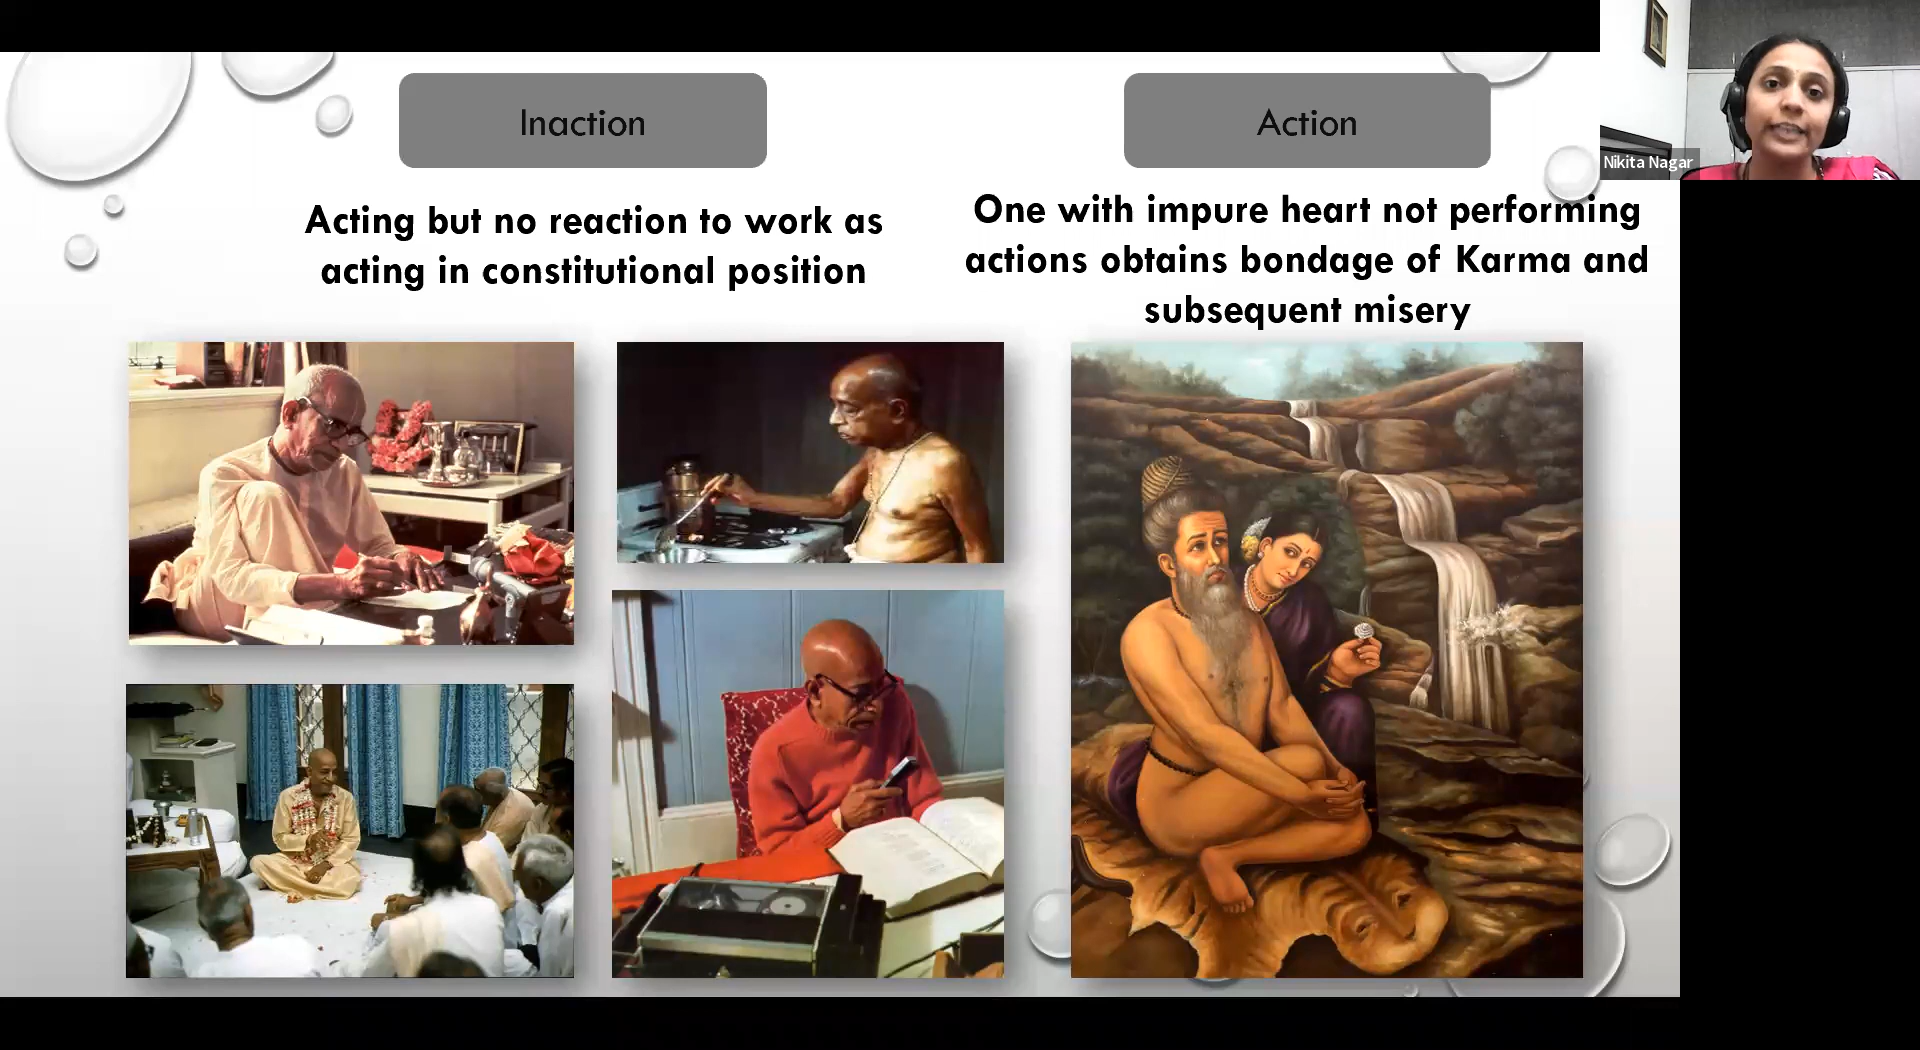 Inaction
Acting but no reaction to work as
acting in constitutional position
Action
One with impure heart not performing
actions obtains bondage of Karma and
subsequent misery
Nikita Nagar